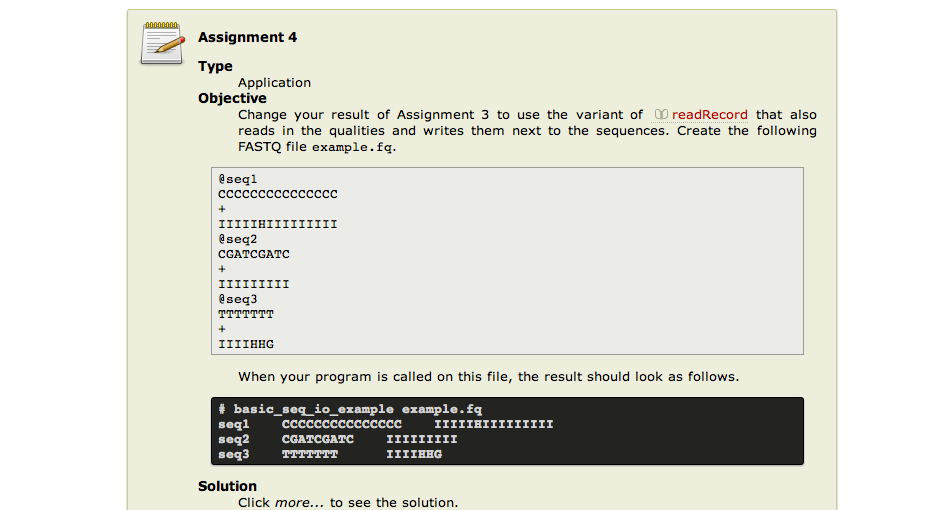 Assignment 4
Type
Application
Objective
Change your result of Assignment 3 to use the variant of readRecord that also
reads in the qualities and writes them next to the sequences. Create the following
FASTQ file example.fq.
@seq1
CCCCCCCCCCCCCCC
+
IIIIIHIIIIIIIII
@seq2
CGATCGATC
+
IIIIIIIII
@seq3
TTTTTTT
+
IIIIHHG
When your program is called on this file, the result should look as follows.
# basic_seq_io_example example.fq
seq1    CCCCCCCCCCCCCCC    IIIIIHIIIIIIIII
seq2    CGATCGATC    IIIIIIIII
seq3    TTTTTTT      IIIIHHG
Solution
Click more... to see the solution.